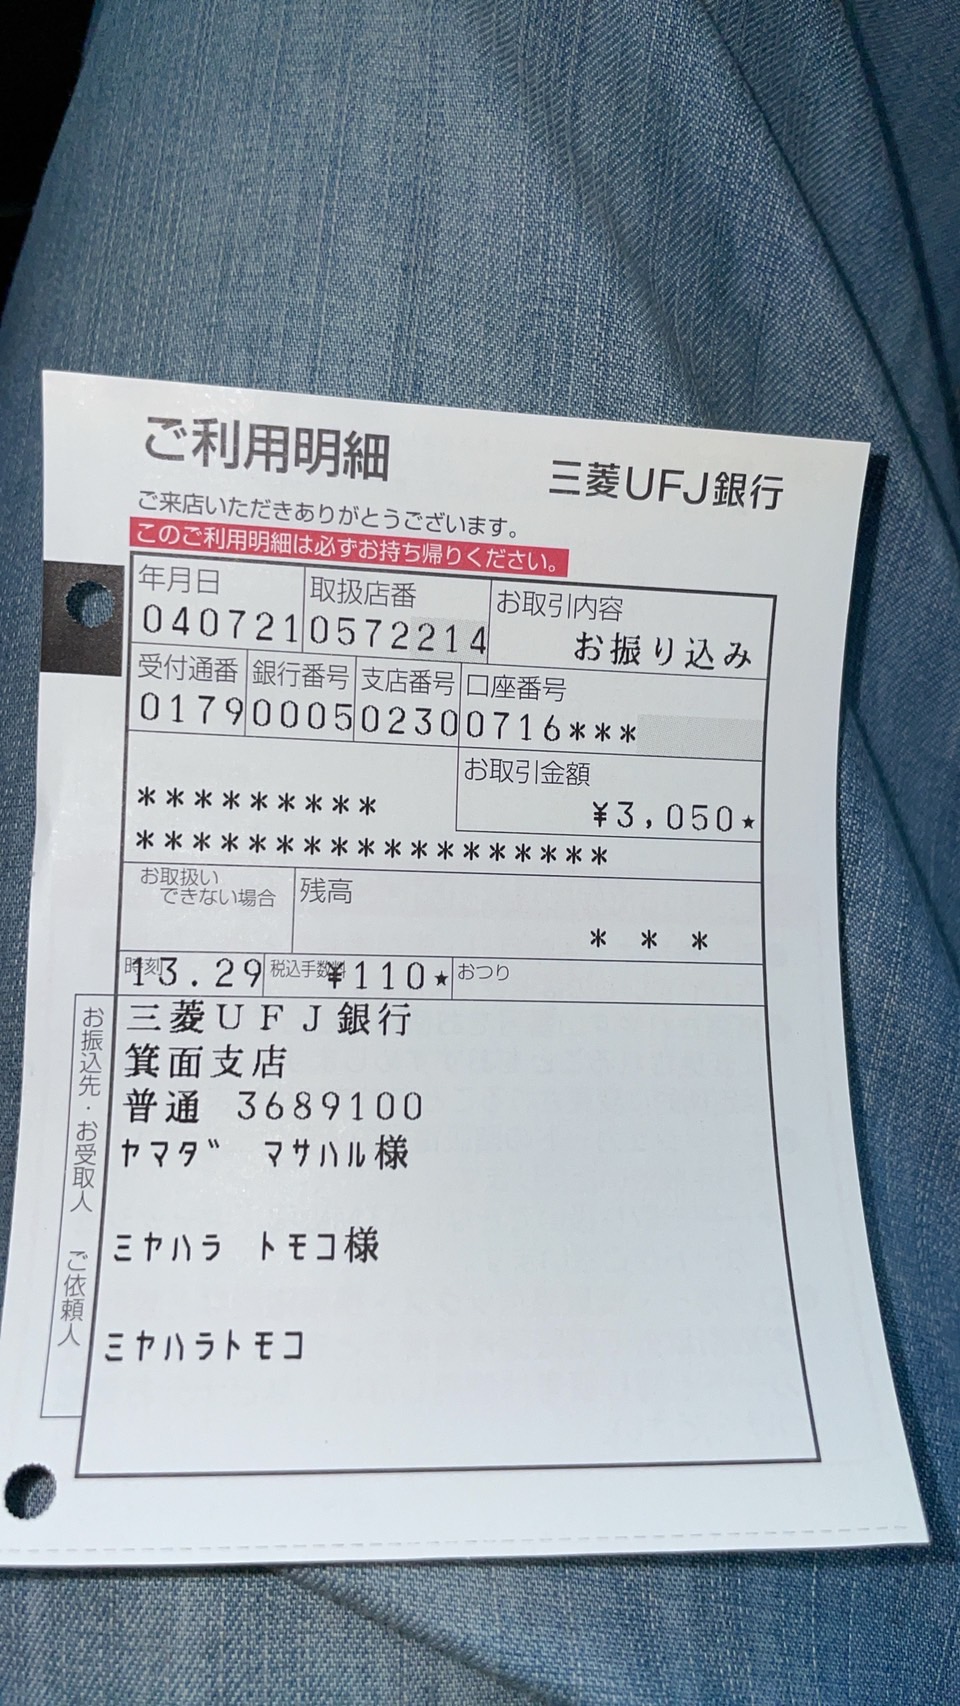 ご利用明細 三菱UFJ銀行
ご来店いただきありがとうございます。
このご利用明細は必ずお持ち帰りください。
年月日 取扱店番 お取引内容
040721 0572214 お振り込み
受付通番 銀行番号 支店番号 口座番号
0179 0005 0230 0716***
お取引金額
********* ¥3,050★
******************
お取扱いできない場合 残高
* * *
時刻 13.29 税込手数料 ¥110★ おつり
お振込先・お受取人 ご依頼人
三菱UFJ銀行
箕面支店
普通 3689100
ヤマダ マサハル様
ミヤハラ トモコ様
ミヤハラトモコ